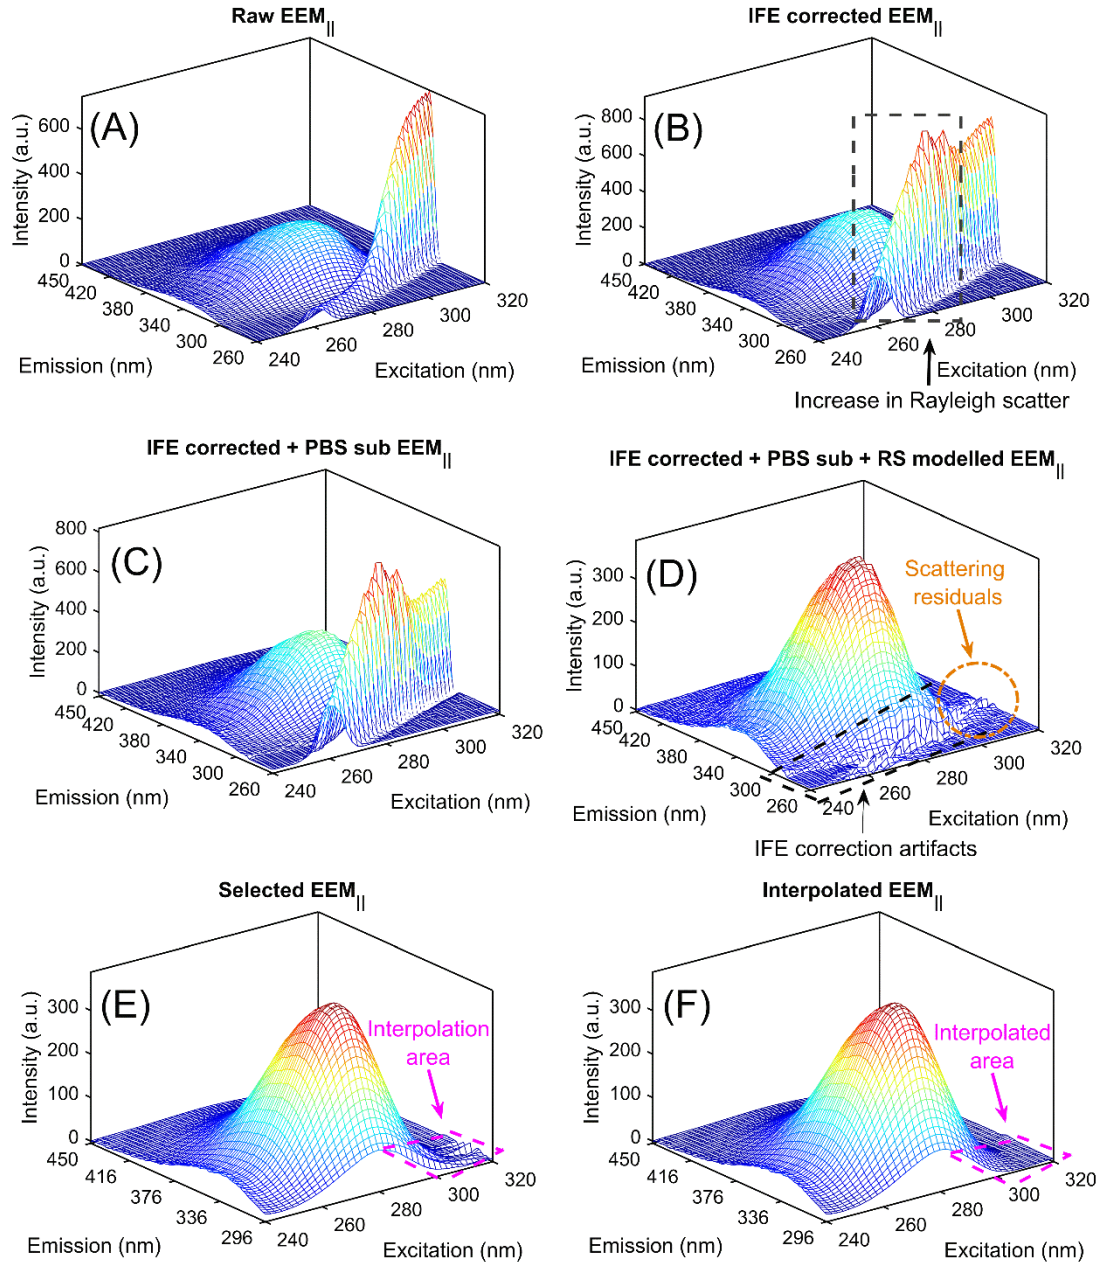 Raw EEM||
(A)
Intensity (a.u.)
600
400
200
0
450
420
380
340
300
260
240
260
280
300
320
Emission (nm)
Excitation (nm)
IFE corrected EEM||
(B)
Intensity (a.u.)
800
600
400
200
0
450
420
380
340
300
260
240
260
280
300
320
Emission (nm)
Excitation (nm)
Increase in Rayleigh scatter
IFE corrected + PBS sub EEM||
(C)
Intensity (a.u.)
800
600
400
200
0
450
420
380
340
300
260
240
260
280
300
320
Emission (nm)
Excitation (nm)
IFE corrected + PBS sub + RS modelled EEM||
(D)
Scattering
residuals
Intensity (a.u.)
300
200
100
0
450
420
380
340
300
260
240
260
280
300
320
Emission (nm)
Excitation (nm)
IFE correction artifacts
Selected EEM||
(E)
Interpolation
area
Intensity (a.u.)
300
200
100
0
450
416
376
336
296
240
260
280
300
320
Emission (nm)
Excitation (nm)
Interpolated EEM||
(F)
Interpolated
area
Intensity (a.u.)
300
200
100
0
450
416
376
336
296
240
260
280
300
320
Emission (nm)
Excitation (nm)